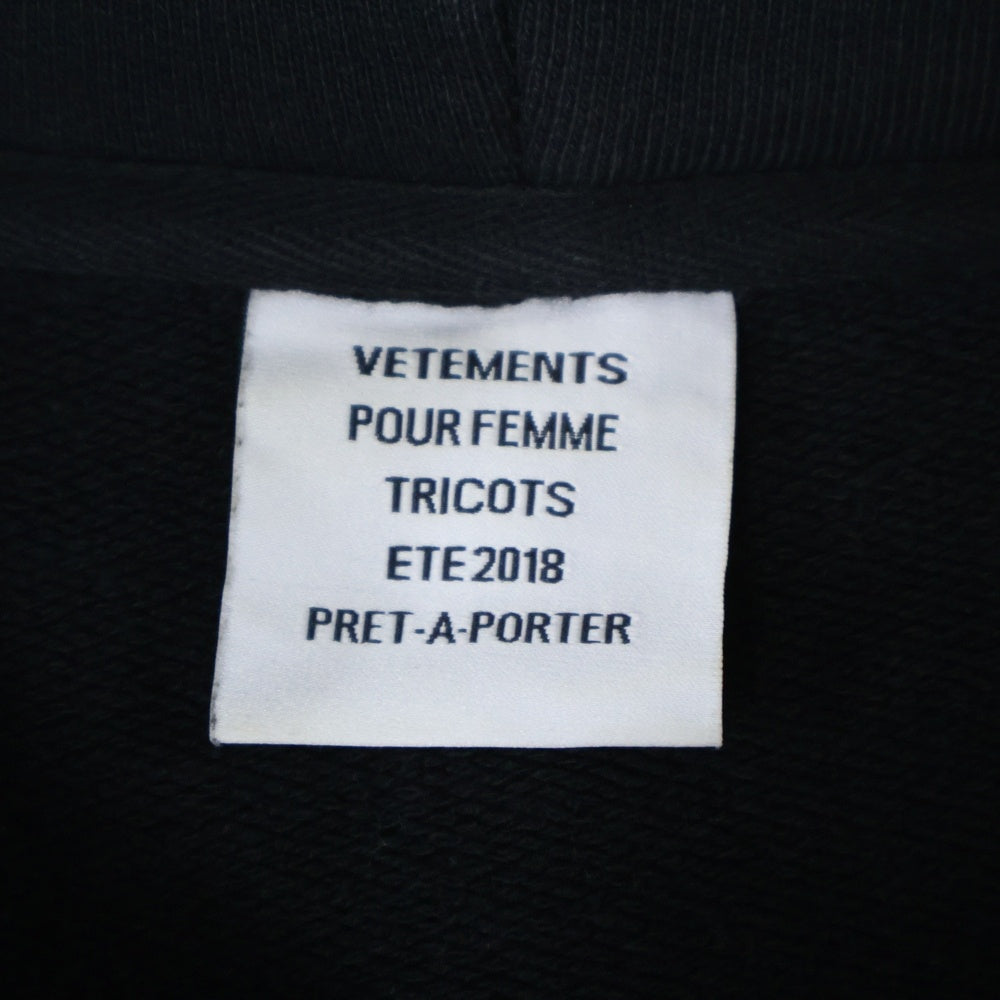 VETEMENTS
POUR FEMME
TRICOTS
ETE 2018
PRET-A-PORTER